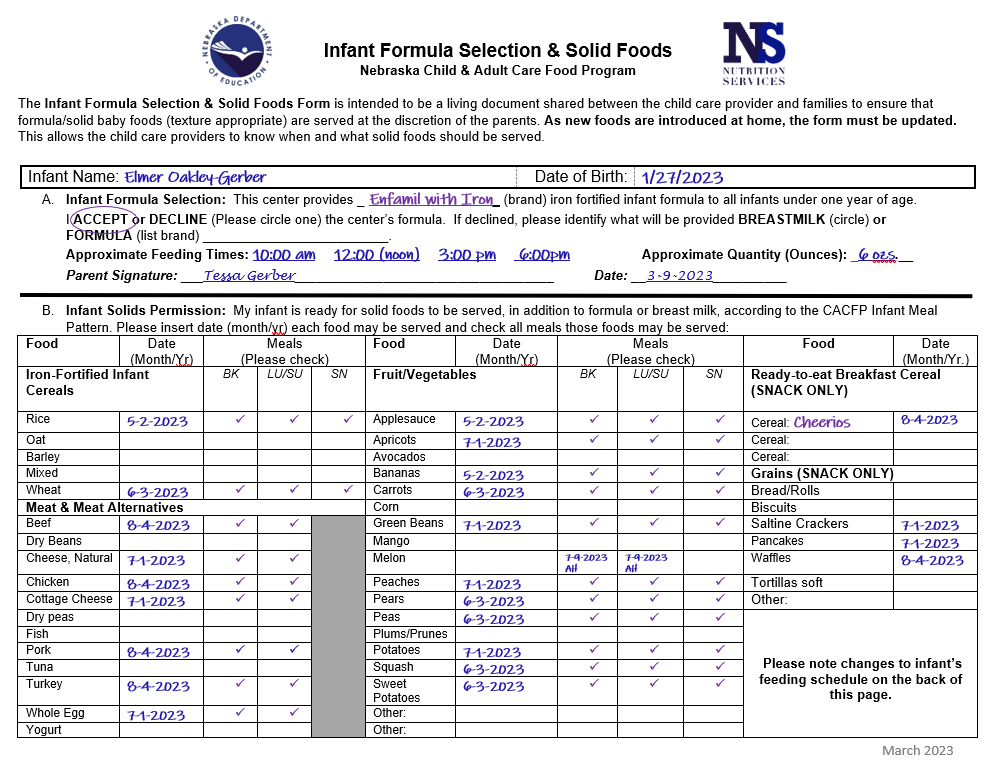 NEBRASKA DEPARTMENT OF EDUCATION
NS
NUTRITION
SERVICES
Infant Formula Selection & Solid Foods
Nebraska Child & Adult Care Food Program
The Infant Formula Selection & Solid Foods Form is intended to be a living document shared between the child care provider and families to ensure that
formula/solid baby foods (texture appropriate) are served at the discretion of the parents. As new foods are introduced at home, the form must be updated.
This allows the child care providers to know when and what solid foods should be served.
Infant Name: Elmer Oakley-Gerber Date of Birth: 1/27/2023
A. Infant Formula Selection: This center provides _ Enfamil with Iron_ (brand) iron fortified infant formula to all infants under one year of age.
I ACCEPT or DECLINE (Please circle one) the center's formula. If declined, please identify what will be provided BREASTMILK (circle) or
FORMULA (list brand) ____________________________.
Approximate Feeding Times: 10:00 am 12:00 (noon) 3:00 pm 6:00pm Approximate Quantity (Ounces): _6 ozs.__
Parent Signature: ___Tessa Gerber____________________ Date: __3-9-2023__________
B. Infant Solids Permission: My infant is ready for solid foods to be served, in addition to formula or breast milk, according to the CACFP Infant Meal
Pattern. Please insert date (month/yr) each food may be served and check all meals those foods may be served:
Food Date Meals Food Date Meals Food Date
(Month/Yr) (Please check) (Month/Yr) (Please check) (Month/Yr.)
Iron-Fortified Infant BK LU/SU SN Fruit/Vegetables BK LU/SU SN Ready-to-eat Breakfast Cereal
Cereals (SNACK ONLY)
Rice 5-2-2023 ✓ ✓ ✓ Applesauce 5-2-2023 ✓ ✓ ✓ Cereal: Cheerios 8-4-2023
Oat Apricots 7-1-2023 ✓ ✓ ✓ Cereal:
Barley Avocados Cereal:
Mixed Bananas 5-2-2023 ✓ ✓ ✓ Grains (SNACK ONLY)
Wheat 6-3-2023 ✓ ✓ ✓ Carrots 6-3-2023 ✓ ✓ ✓ Bread/Rolls
Meat & Meat Alternatives Corn Biscuits
Beef 8-4-2023 ✓ ✓ Green Beans 7-1-2023 ✓ ✓ ✓ Saltine Crackers 7-1-2023
Dry Beans Mango Pancakes 7-1-2023
Cheese, Natural 7-1-2023 ✓ ✓ Melon 7-9-2023 AH 7-9-2023 AH Waffles 8-4-2023
Chicken 8-4-2023 ✓ ✓ Peaches 7-1-2023 ✓ ✓ ✓ Tortillas soft
Cottage Cheese 7-1-2023 ✓ ✓ Pears 6-3-2023 ✓ ✓ ✓ Other:
Dry peas Peas 6-3-2023 ✓ ✓ ✓
Fish Plums/Prunes
Pork 8-4-2023 ✓ ✓ Potatoes 7-1-2023 ✓ ✓ ✓
Tuna Squash 6-3-2023 ✓ ✓ ✓
Turkey 8-4-2023 ✓ ✓ Sweet Potatoes 6-3-2023 ✓ ✓ ✓
Whole Egg 7-1-2023 ✓ ✓ Other:
Yogurt Other:
Please note changes to infant's
feeding schedule on the back of
this page.
March 2023